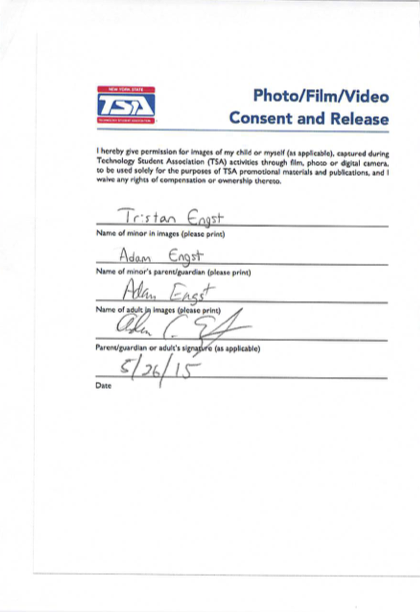 NEW YORK STATE
TSA
TECHNOLOGY STUDENT ASSOCIATION
Photo/Film/Video
Consent and Release
I hereby give permission for images of my child or myself (as applicable), captured during
Technology Student Association (TSA) activities through film, photo or digital camera,
to be used solely for the purposes of TSA promotional materials and publications, and I
waive any rights of compensation or ownership thereto.
Tristan Engst
Name of minor in images (please print)
Adam Engst
Name of minor's parent/guardian (please print)
Adam Engst
Name of adult in images (please print)
Parent/guardian or adult's signature (as applicable)
5/26/15
Date